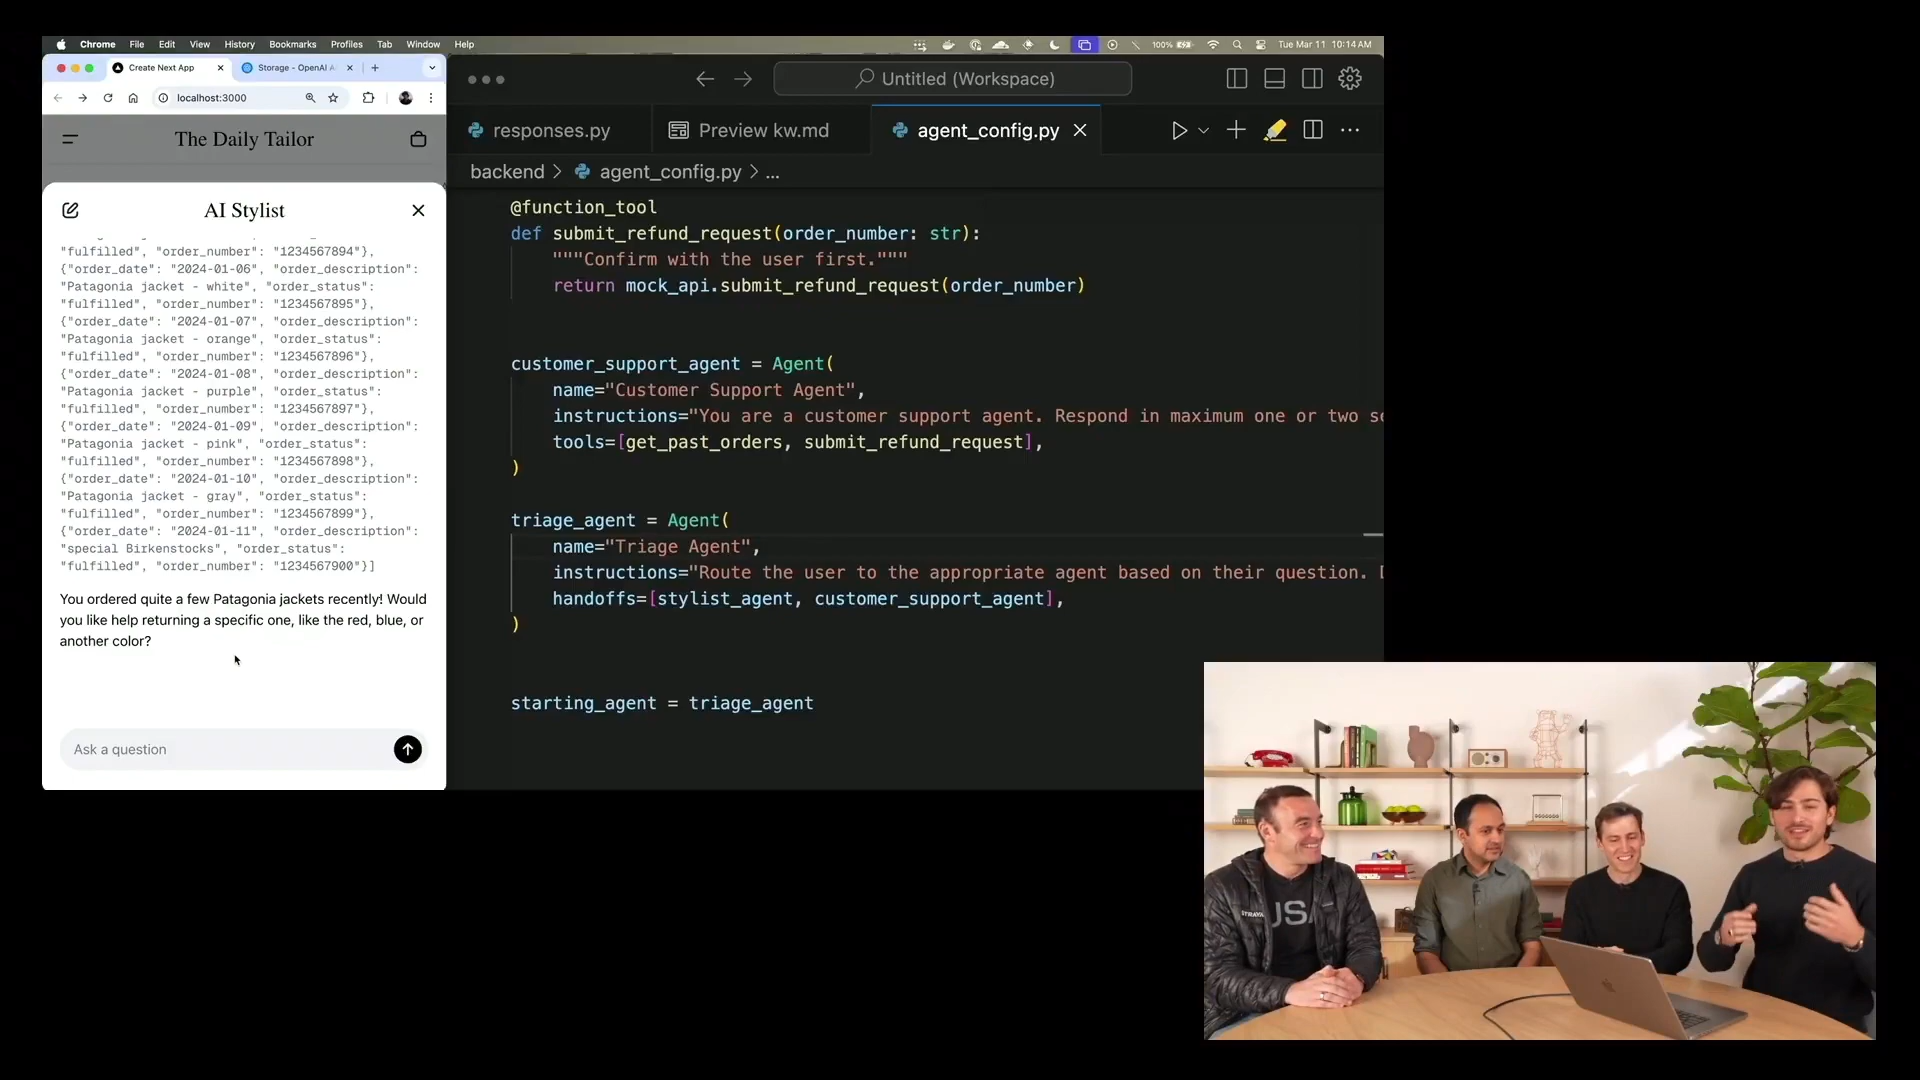 Chrome File Edit View History Bookmarks Profiles Tab Window Help
100% Tue Mar 11 10:14 AM
Create Next App
Storage - OpenAI A
localhost:3000
The Daily Tailor
AI Stylist
"fulfilled", "order_number": "1234567894"},
{"order_date": "2024-01-06", "order_description":
"Patagonia jacket - white", "order_status":
"fulfilled", "order_number": "1234567895"},
{"order_date": "2024-01-07", "order_description":
"Patagonia jacket - orange", "order_status":
"fulfilled", "order_number": "1234567896"},
{"order_date": "2024-01-08", "order_description":
"Patagonia jacket - purple", "order_status":
"fulfilled", "order_number": "1234567897"},
{"order_date": "2024-01-09", "order_description":
"Patagonia jacket - pink", "order_status":
"fulfilled", "order_number": "1234567898"},
{"order_date": "2024-01-10", "order_description":
"Patagonia jacket - gray", "order_status":
"fulfilled", "order_number": "1234567899"},
{"order_date": "2024-01-11", "order_description":
"special Birkenstocks", "order_status":
"fulfilled", "order_number": "1234567900"}]
You ordered quite a few Patagonia jackets recently! Would
you like help returning a specific one, like the red, blue, or
another color?
Ask a question
Untitled (Workspace)
responses.py
Preview kw.md
agent_config.py
backend > agent_config.py > ...
@function_tool
def submit_refund_request(order_number: str):
"""Confirm with the user first."""
return mock_api.submit_refund_request(order_number)
customer_support_agent = Agent(
name="Customer Support Agent",
instructions="You are a customer support agent. Respond in maximum one or two se
tools=[get_past_orders, submit_refund_request],
)
triage_agent = Agent(
name="Triage Agent",
instructions="Route the user to the appropriate agent based on their question. D
handoffs=[stylist_agent, customer_support_agent],
)
starting_agent = triage_agent
STRAVA
USA